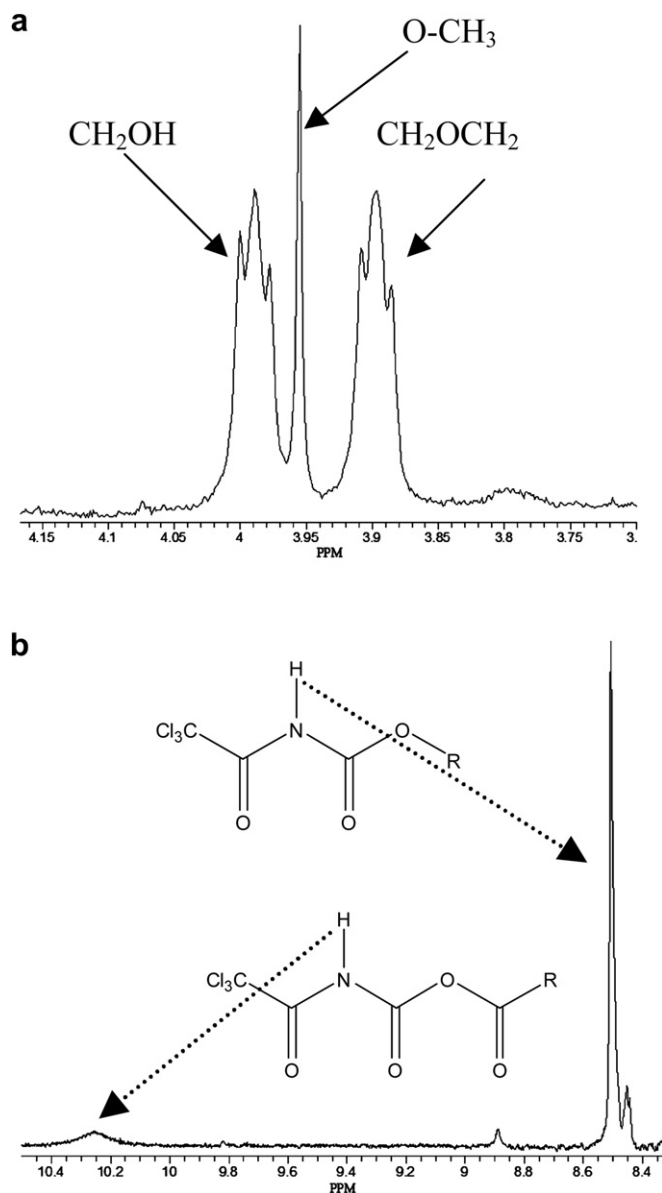 a
O-CH₃
CH₂OH
CH₂OCH₂
4.15 4.1 4.05 4 3.95 3.9 3.85 3.8 3.75 3.
PPM
b
H
Cl₃C N O R
O O
H
Cl₃C N O R
O O O
10.4 10.2 10 9.8 9.6 9.4 9.2 9 8.8 8.6 8.4
PPM